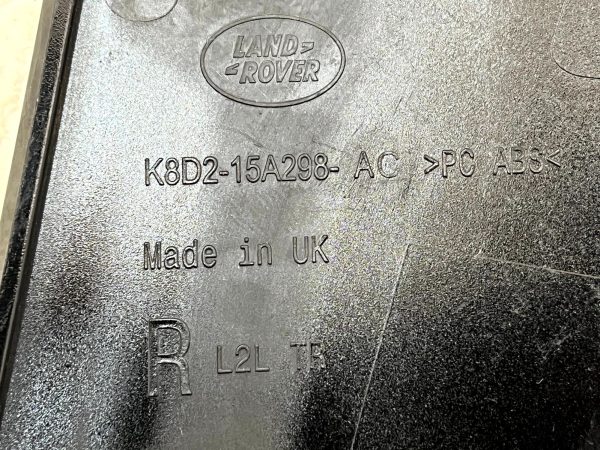 LAND
ROVER
K8D2-15A298- AC >PC ABS<
Made in UK
R L2L TR